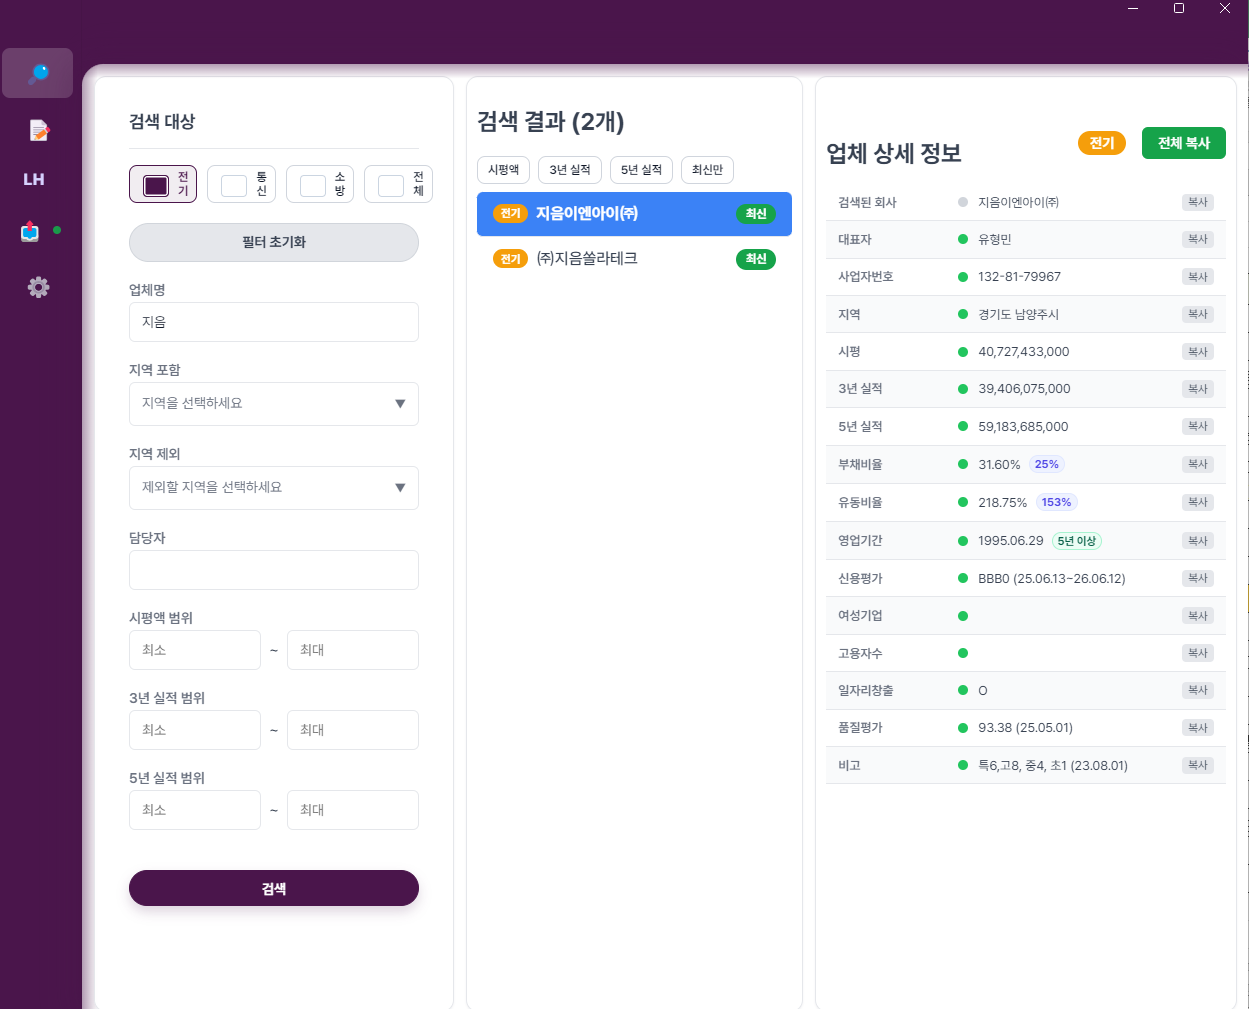 LH
검색 대상
전기
통신
소방
전체
필터 초기화
업체명
지음
지역 포함
지역을 선택하세요 ▼
지역 제외
제외할 지역을 선택하세요 ▼
담당자
시평액 범위
최소 ~ 최대
3년 실적 범위
최소 ~ 최대
5년 실적 범위
최소 ~ 최대
검색
검색 결과 (2개)
시평액 3년 실적 5년 실적 최신만
전기 지음이엔아이㈜ 최신
전기 ㈜지음쏠라테크 최신
업체 상세 정보 전기 전체 복사
검색된 회사 지음이엔아이㈜ 복사
대표자 유형민 복사
사업자번호 132-81-79967 복사
지역 경기도 남양주시 복사
시평 40,727,433,000 복사
3년 실적 39,406,075,000 복사
5년 실적 59,183,685,000 복사
부채비율 31.60% 25% 복사
유동비율 218.75% 153% 복사
영업기간 1995.06.29 5년 이상 복사
신용평가 BBB0 (25.06.13~26.06.12) 복사
여성기업 복사
고용자수 복사
일자리창출 O 복사
품질평가 93.38 (25.05.01) 복사
비고 특6,고8, 중4, 초1 (23.08.01) 복사